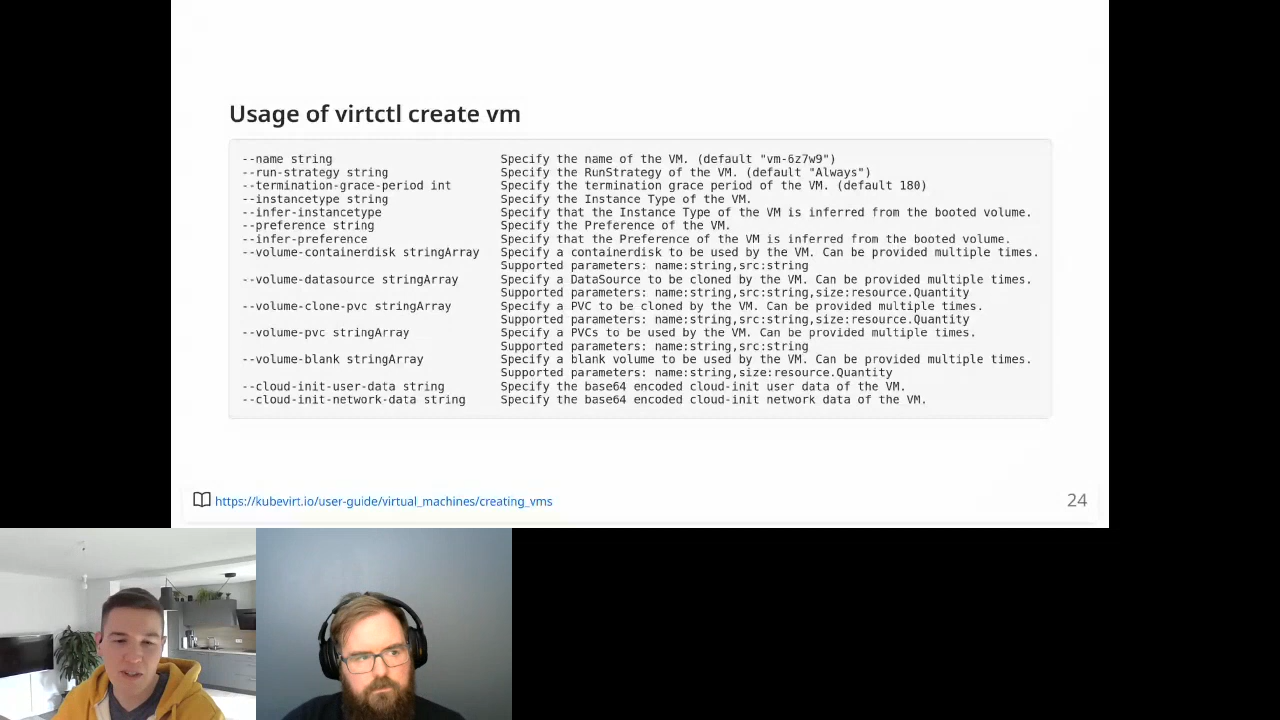 Usage of virtctl create vm
--name string Specify the name of the VM. (default "vm-6z7w9")
--run-strategy string Specify the RunStrategy of the VM. (default "Always")
--termination-grace-period int Specify the termination grace period of the VM. (default 180)
--instancetype string Specify the Instance Type of the VM.
--infer-instancetype Specify that the Instance Type of the VM is inferred from the booted volume.
--preference string Specify the Preference of the VM.
--infer-preference Specify that the Preference of the VM is inferred from the booted volume.
--volume-containerdisk stringArray Specify a containerdisk to be used by the VM. Can be provided multiple times.
Supported parameters: name:string,src:string
--volume-datasource stringArray Specify a DataSource to be cloned by the VM. Can be provided multiple times.
Supported parameters: name:string,src:string,size:resource.Quantity
--volume-clone-pvc stringArray Specify a PVC to be cloned by the VM. Can be provided multiple times.
Supported parameters: name:string,src:string,size:resource.Quantity
--volume-pvc stringArray Specify a PVCs to be used by the VM. Can be provided multiple times.
Supported parameters: name:string,src:string
--volume-blank stringArray Specify a blank volume to be used by the VM. Can be provided multiple times.
Supported parameters: name:string,size:resource.Quantity
--cloud-init-user-data string Specify the base64 encoded cloud-init user data of the VM.
--cloud-init-network-data string Specify the base64 encoded cloud-init network data of the VM.
https://kubevirt.io/user-guide/virtual_machines/creating_vms
24